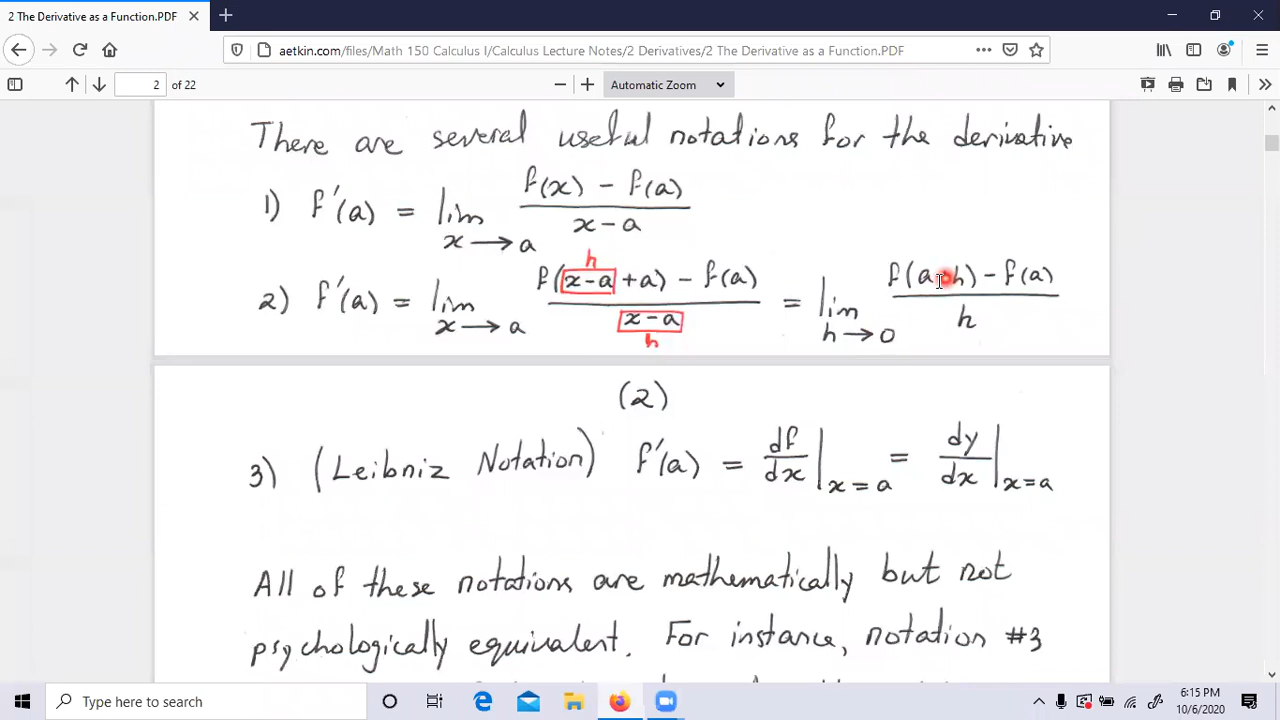 2 The Derivative as a Function.PDF
aetkin.com/files/Math 150 Calculus I/Calculus Lecture Notes/2 Derivatives/2 The Derivative as a Function.PDF
2 of 22
Automatic Zoom
There are several useful notations for the derivative
1) f'(a) = lim x→a f(x) - f(a) / x-a
h
2) f'(a) = lim x→a f(x-a +a) - f(a) / x-a = lim h→0 f(a+h) - f(a) / h
h
(2)
3) (Leibniz Notation) f'(a) = df/dx | x=a = dy/dx | x=a
All of these notations are mathematically but not
psychologically equivalent. For instance, notation #3
Type here to search
6:15 PM
10/6/2020